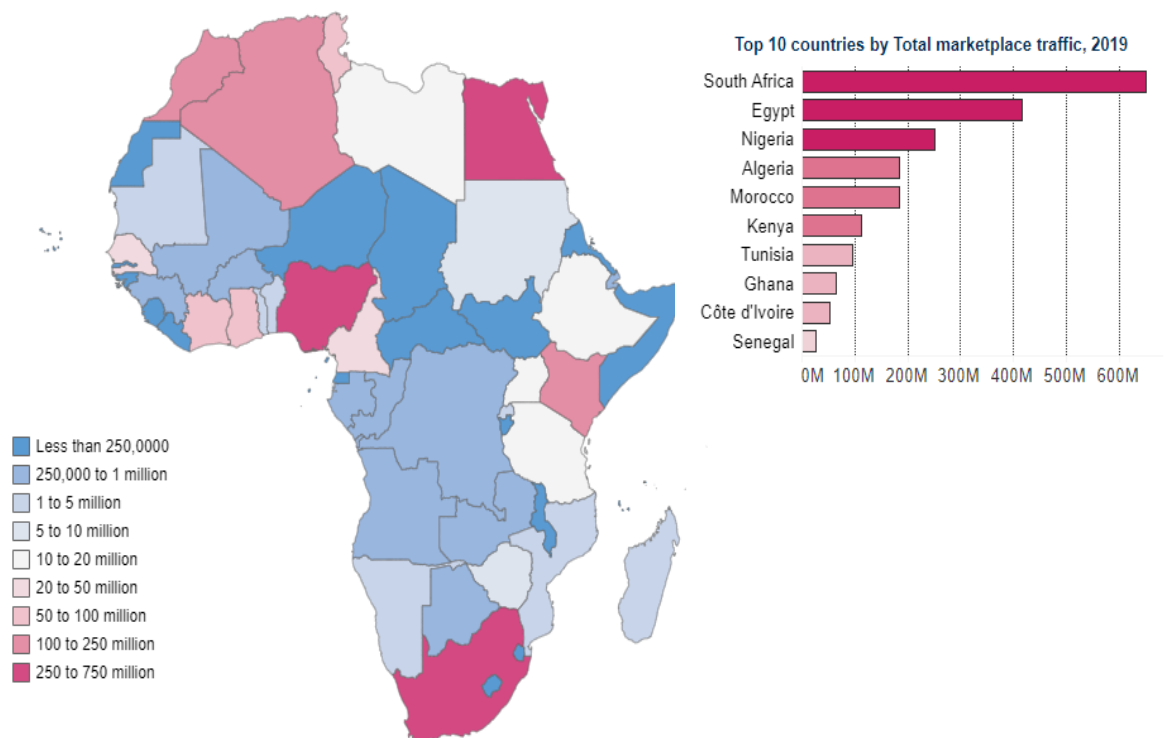 Top 10 countries by Total marketplace traffic, 2019
South Africa
Egypt
Nigeria
Algeria
Morocco
Kenya
Tunisia
Ghana
Côte d'Ivoire
Senegal
0M 100M 200M 300M 400M 500M 600M
Less than 250,0000
250,000 to 1 million
1 to 5 million
5 to 10 million
10 to 20 million
20 to 50 million
50 to 100 million
100 to 250 million
250 to 750 million